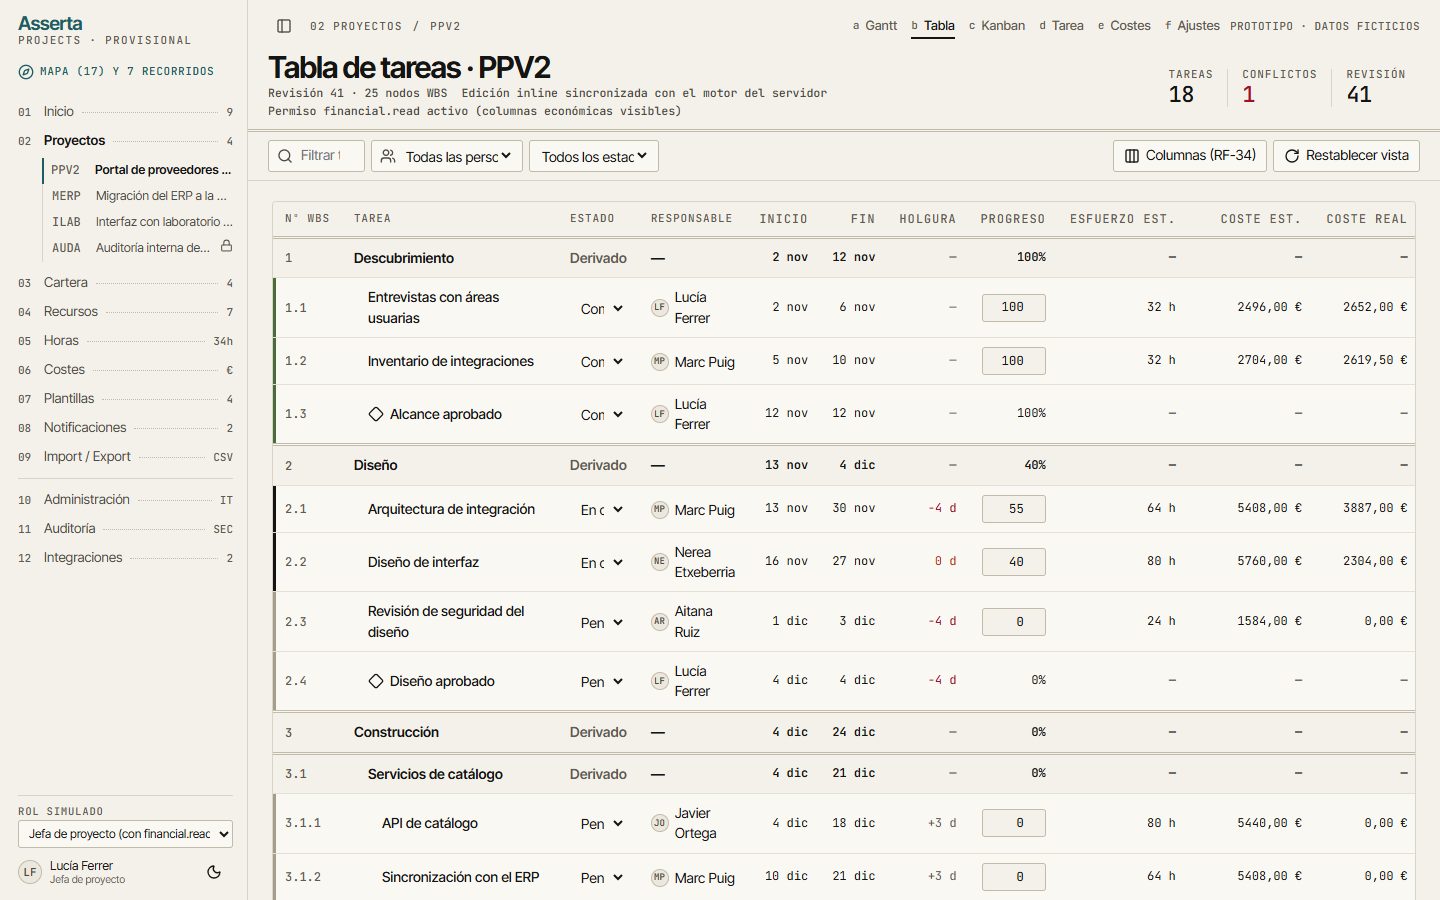 Asserta
PROJECTS · PROVISIONAL
MAPA (17) Y 7 RECORRIDOS
01 Inicio 9
02 Proyectos 4
PPV2 Portal de proveedores ...
MERP Migración del ERP a la ...
ILAB Interfaz con laboratorio ...
AUDA Auditoría interna de...
03 Cartera 4
04 Recursos 7
05 Horas 34h
06 Costes €
07 Plantillas 4
08 Notificaciones 2
09 Import / Export CSV
10 Administración IT
11 Auditoría SEC
12 Integraciones 2
ROL SIMULADO
Jefa de proyecto (con financial.reac
LF Lucía Ferrer
Jefa de proyecto
02 PROYECTOS / PPV2
a Gantt b Tabla c Kanban d Tarea e Costes f Ajustes PROTOTIPO · DATOS FICTICIOS
Tabla de tareas · PPV2
Revisión 41 · 25 nodos WBS Edición inline sincronizada con el motor del servidor
Permiso financial.read activo (columnas económicas visibles)
TAREAS CONFLICTOS REVISIÓN
18 1 41
Filtrar t Todas las persc Todos los estac Columnas (RF-34) Restablecer vista
N° WBS TAREA ESTADO RESPONSABLE INICIO FIN HOLGURA PROGRESO ESFUERZO EST. COSTE EST. COSTE REAL
1 Descubrimiento Derivado — 2 nov 12 nov — 100% — — —
1.1 Entrevistas con áreas usuarias Con LF Lucía Ferrer 2 nov 6 nov — 100 32 h 2496,00 € 2652,00 €
1.2 Inventario de integraciones Con MP Marc Puig 5 nov 10 nov — 100 32 h 2704,00 € 2619,50 €
1.3 Alcance aprobado Con LF Lucía Ferrer 12 nov 12 nov — 100% — — —
2 Diseño Derivado — 13 nov 4 dic — 40% — — —
2.1 Arquitectura de integración En c MP Marc Puig 13 nov 30 nov -4 d 55 64 h 5408,00 € 3887,00 €
2.2 Diseño de interfaz En c NE Nerea Etxeberria 16 nov 27 nov 0 d 40 80 h 5760,00 € 2304,00 €
2.3 Revisión de seguridad del diseño Pen AR Aitana Ruiz 1 dic 3 dic -4 d 0 24 h 1584,00 € 0,00 €
2.4 Diseño aprobado Pen LF Lucía Ferrer 4 dic 4 dic -4 d 0% — — —
3 Construcción Derivado — 4 dic 24 dic — 0% — — —
3.1 Servicios de catálogo Derivado — 4 dic 21 dic — 0% — — —
3.1.1 API de catálogo Pen JO Javier Ortega 4 dic 18 dic +3 d 0 80 h 5440,00 € 0,00 €
3.1.2 Sincronización con el ERP Pen MP Marc Puig 10 dic 21 dic +3 d 0 64 h 5408,00 € 0,00 €